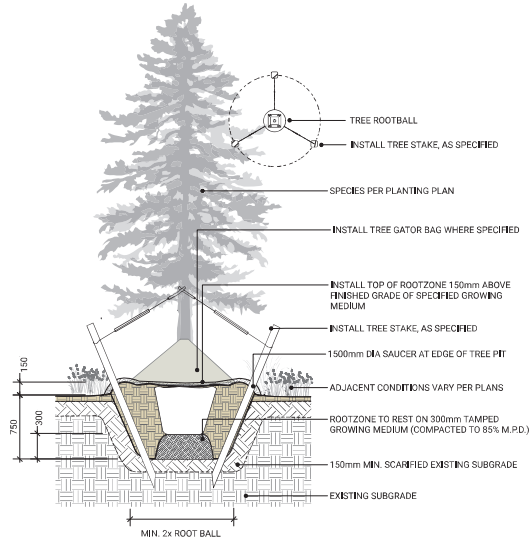 TREE ROOTBALL
INSTALL TREE STAKE, AS SPECIFIED
SPECIES PER PLANTING PLAN
INSTALL TREE GATOR BAG WHERE SPECIFIED
INSTALL TOP OF ROOTZONE 150mm ABOVE
FINISHED GRADE OF SPECIFIED GROWING
MEDIUM
INSTALL TREE STAKE, AS SPECIFIED
1500mm DIA SAUCER AT EDGE OF TREE PIT
ADJACENT CONDITIONS VARY PER PLANS
ROOTZONE TO REST ON 300mm TAMPED
GROWING MEDIUM (COMPACTED TO 85% M.P.D.)
150mm MIN. SCARIFIED EXISTING SUBGRADE
EXISTING SUBGRADE
150
750
300
MIN. 2x ROOT BALL